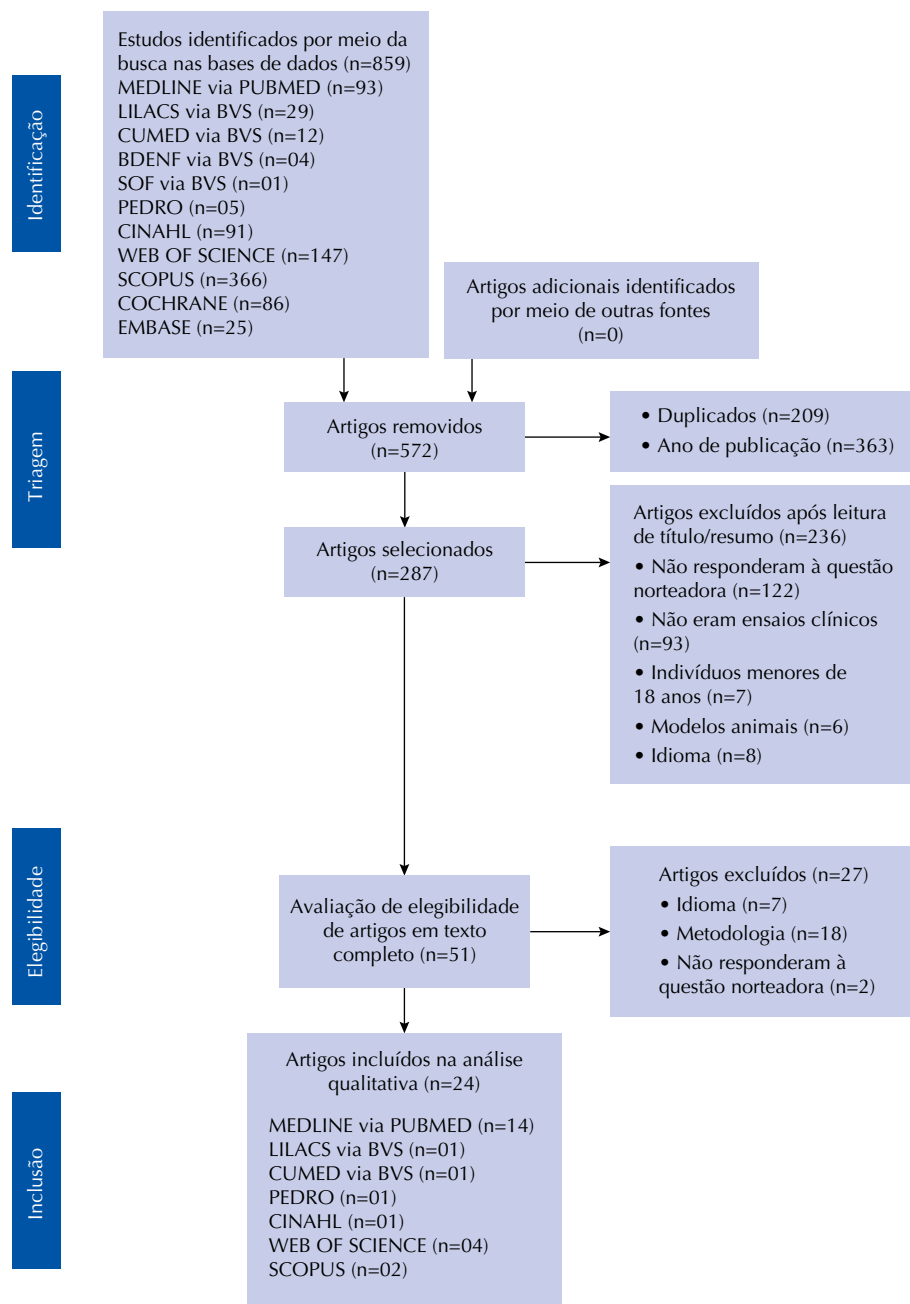 Identificação
Estudos identificados por meio da
busca nas bases de dados (n=859)
MEDLINE via PUBMED (n=93)
LILACS via BVS (n=29)
CUMED via BVS (n=12)
BDENF via BVS (n=04)
SOF via BVS (n=01)
PEDRO (n=05)
CINAHL (n=91)
WEB OF SCIENCE (n=147)
SCOPUS (n=366)
COCHRANE (n=86)
EMBASE (n=25)
Artigos adicionais identificados
por meio de outras fontes
(n=0)
Triagem
Artigos removidos
(n=572)
• Duplicados (n=209)
• Ano de publicação (n=363)
Artigos selecionados
(n=287)
Artigos excluídos após leitura
de título/resumo (n=236)
• Não responderam à questão
norteadora (n=122)
• Não eram ensaios clínicos
(n=93)
• Indivíduos menores de
18 anos (n=7)
• Modelos animais (n=6)
• Idioma (n=8)
Elegibilidade
Avaliação de elegibilidade
de artigos em texto
completo (n=51)
Artigos excluídos (n=27)
• Idioma (n=7)
• Metodologia (n=18)
• Não responderam à
questão norteadora (n=2)
Inclusão
Artigos incluídos na análise
qualitativa (n=24)
MEDLINE via PUBMED (n=14)
LILACS via BVS (n=01)
CUMED via BVS (n=01)
PEDRO (n=01)
CINAHL (n=01)
WEB OF SCIENCE (n=04)
SCOPUS (n=02)